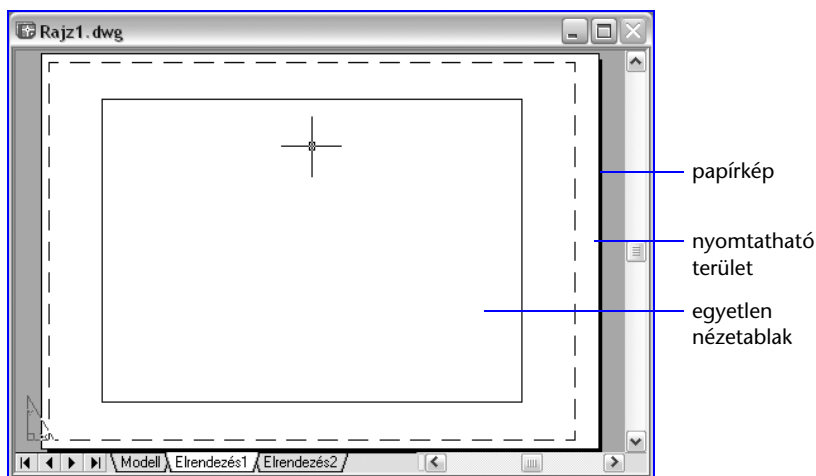 Rajz1.dwg
papírkép
nyomtatható
terület
egyetlen
nézetablak
Modell Elrendezés1 Elrendezés2